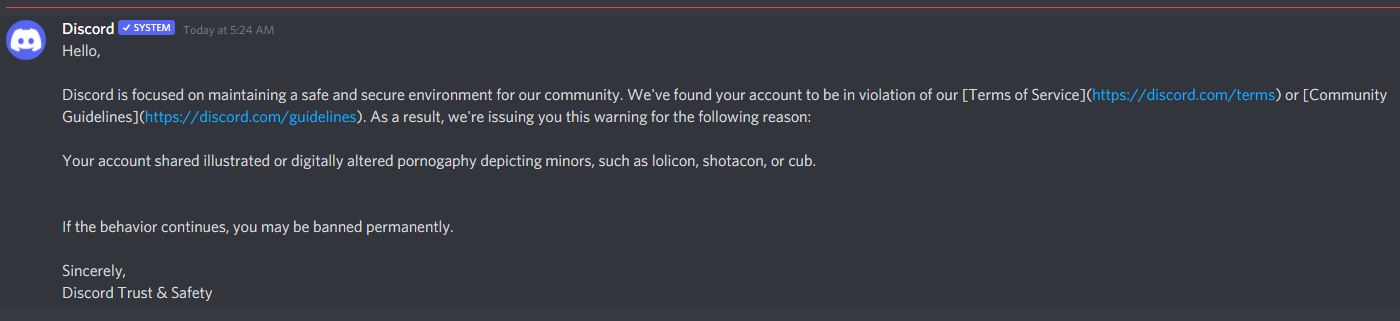 Discord ✓ SYSTEM Today at 5:24 AM
Hello,
Discord is focused on maintaining a safe and secure environment for our community. We've found your account to be in violation of our [Terms of Service](https://discord.com/terms) or [Community
Guidelines](https://discord.com/guidelines). As a result, we're issuing you this warning for the following reason:
Your account shared illustrated or digitally altered pornogaphy depicting minors, such as lolicon, shotacon, or cub.
If the behavior continues, you may be banned permanently.
Sincerely,
Discord Trust & Safety